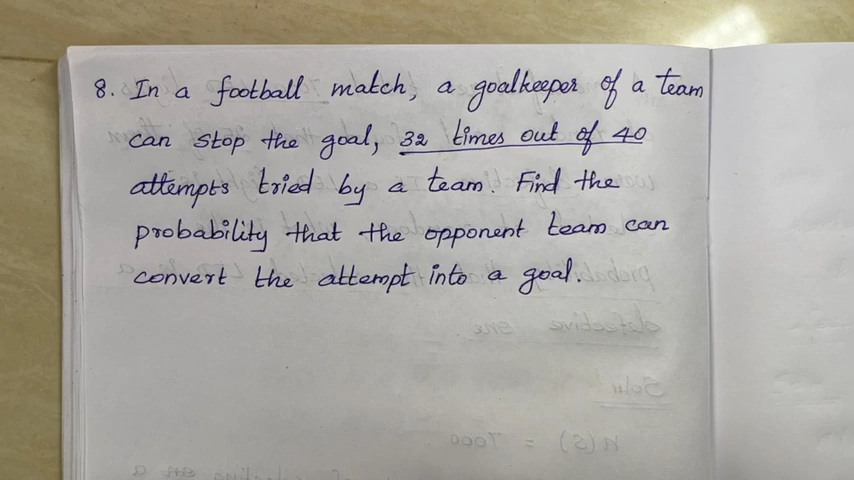 8. In a football match, a goalkeeper of a team
can stop the goal, 32 times out of 40
attempts tried by a team. Find the
probability that the opponent team can
convert the attempt into a goal.